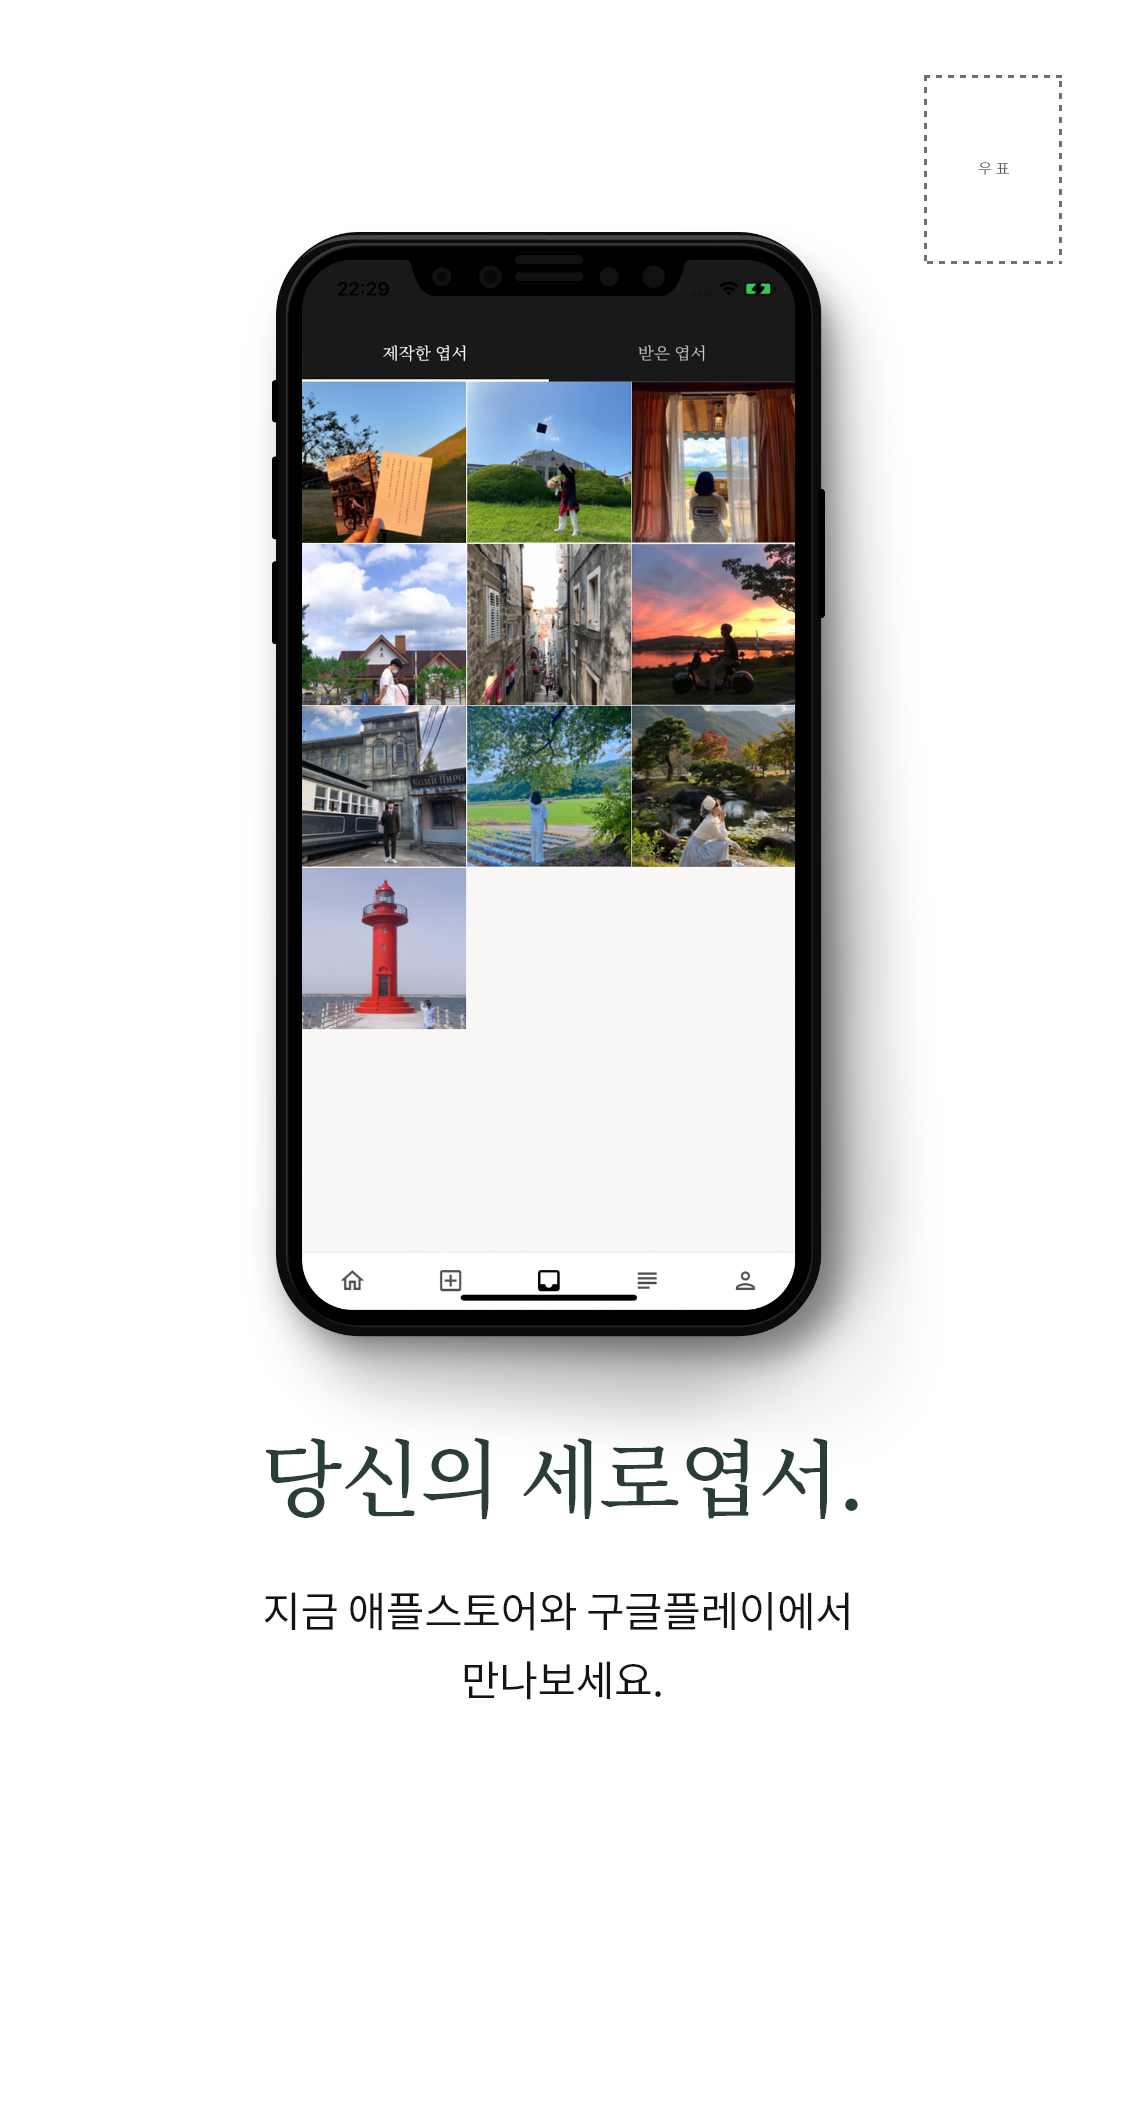 우표
22:29
제작한 엽서
받은 엽서
당신의 세로엽서.
지금 애플스토어와 구글플레이에서
만나보세요.